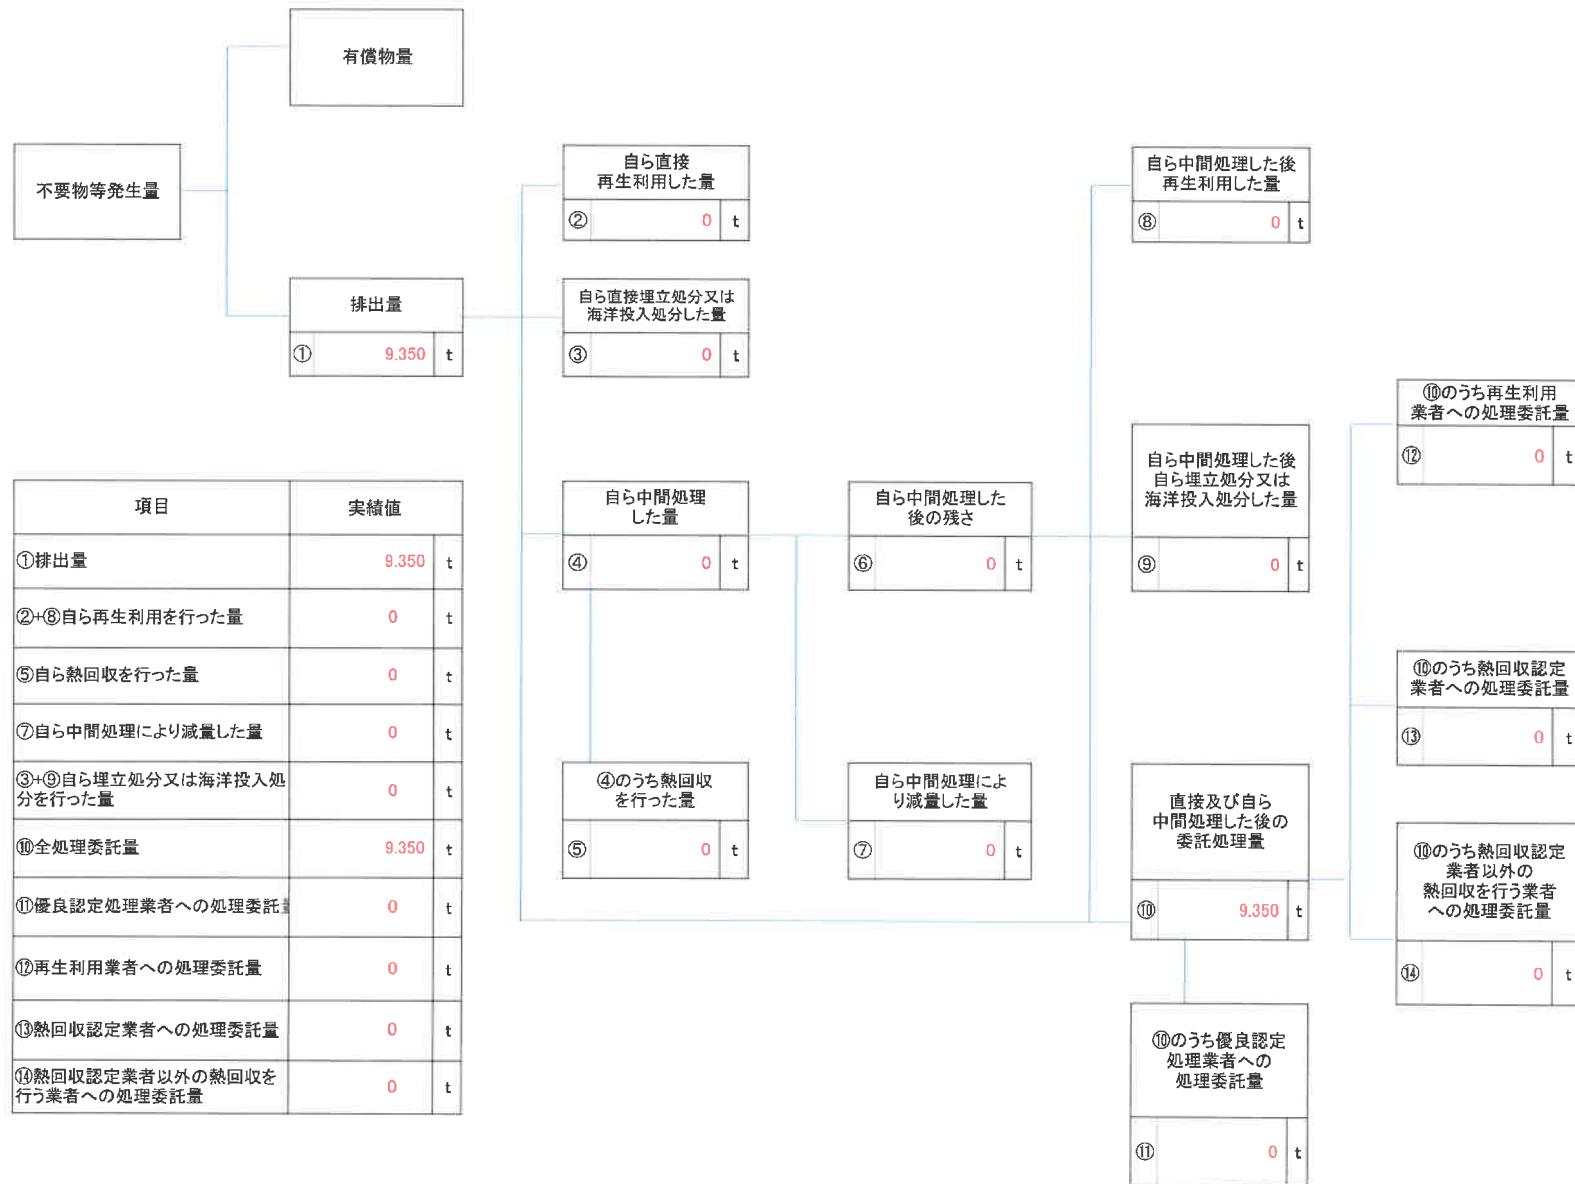 有償物量
不要物等発生量
排出量
① 9.350 t
自ら直接
再生利用した量
② 0 t
自ら直接埋立処分又は
海洋投入処分した量
③ 0 t
自ら中間処理
した量
④ 0 t
④のうち熱回収
を行った量
⑤ 0 t
自ら中間処理した
後の残さ
⑥ 0 t
自ら中間処理によ
り減量した量
⑦ 0 t
自ら中間処理した後
再生利用した量
⑧ 0 t
自ら中間処理した後
自ら埋立処分又は
海洋投入処分した量
⑨ 0 t
直接及び自ら
中間処理した後の
委託処理量
⑩ 9.350 t
⑩のうち優良認定
処理業者への
処理委託量
⑪ 0 t
⑩のうち再生利用
業者への処理委託量
⑫ 0 t
⑩のうち熱回収認定
業者への処理委託量
⑬ 0 t
⑩のうち熱回収認定
業者以外の
熱回収を行う業者
への処理委託量
⑭ 0 t
項目 実績値
①排出量 9.350 t
②+⑧自ら再生利用を行った量 0 t
⑤自ら熱回収を行った量 0 t
⑦自ら中間処理により減量した量 0 t
③+⑨自ら埋立処分又は海洋投入処
分を行った量 0 t
⑩全処理委託量 9.350 t
⑪優良認定処理業者への処理委託 0 t
⑫再生利用業者への処理委託量 0 t
⑬熱回収認定業者への処理委託量 0 t
⑭熱回収認定業者以外の熱回収を
行う業者への処理委託量 0 t